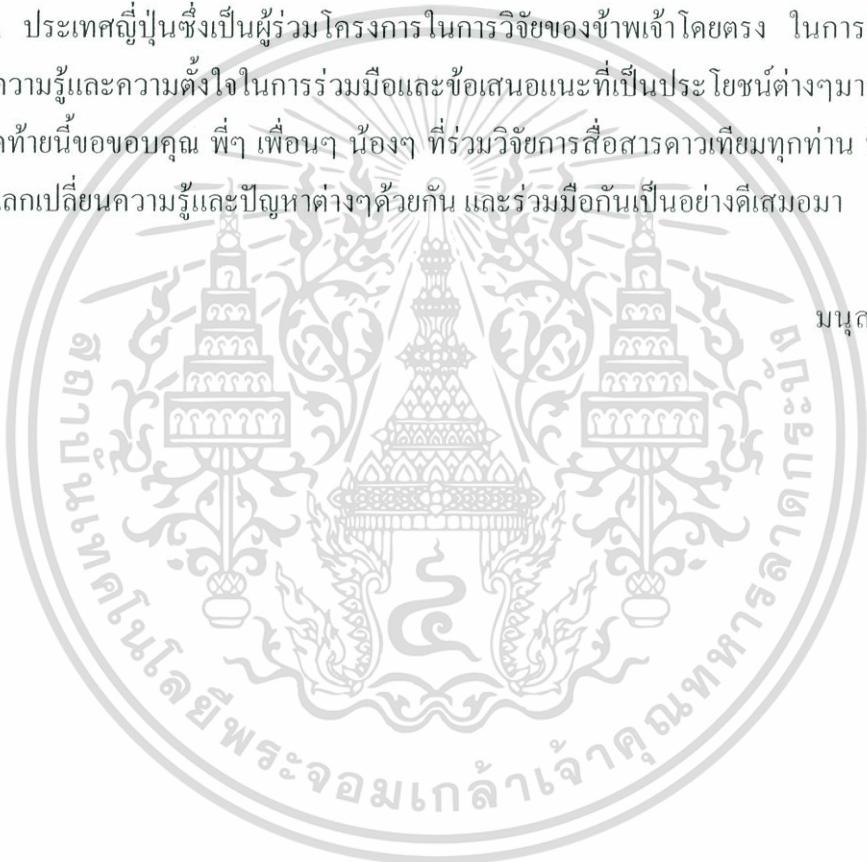 ประเทศญี่ปุ่นซึ่งเป็นผู้ร่วมโครงการในการวิจัยของข้าพเจ้าโดยตรง ในการ
ความรู้และความตั้งใจในการร่วมมือและข้อเสนอแนะที่เป็นประโยชน์ต่างๆมา
ท้ายนี้ขอขอบคุณ พี่ๆ เพื่อนๆ น้องๆ ที่ร่วมวิจัยการสื่อสารดาวเทียมทุกท่าน
ลกเปลี่ยนความรู้และปัญหาต่างๆด้วยกัน และร่วมมือกันเป็นอย่างดีเสมอมา
สถาบันเทคโนโลยีพระจอมเกล้าเจ้าคุณทหารลาดกระบัง